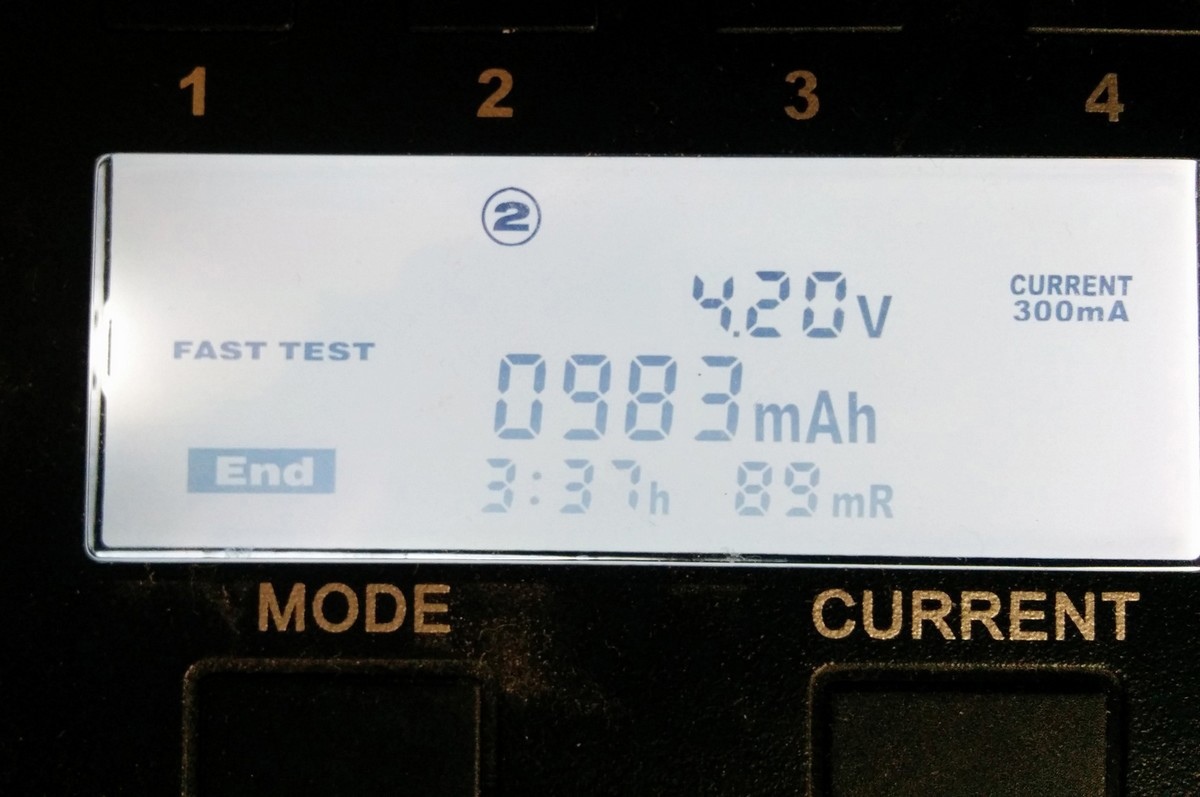 1 2 3 4
2
4.20V
CURRENT
300mA
FAST TEST
0983mAh
End
3:37h 89mR
MODE CURRENT